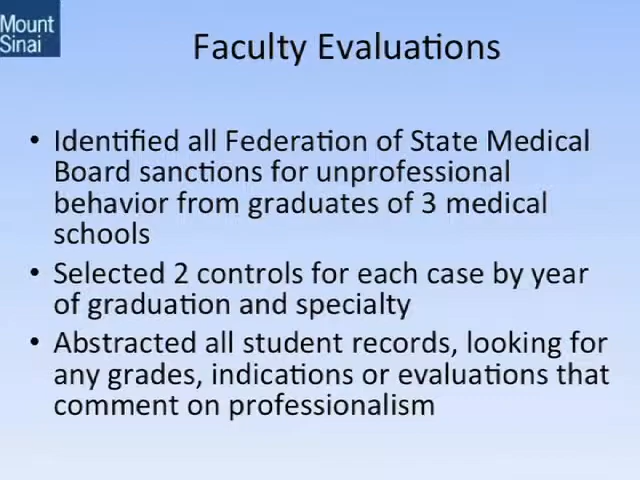 Mount
Sinai
Faculty Evaluations
• Identified all Federation of State Medical
Board sanctions for unprofessional
behavior from graduates of 3 medical
schools
• Selected 2 controls for each case by year
of graduation and specialty
• Abstracted all student records, looking for
any grades, indications or evaluations that
comment on professionalism